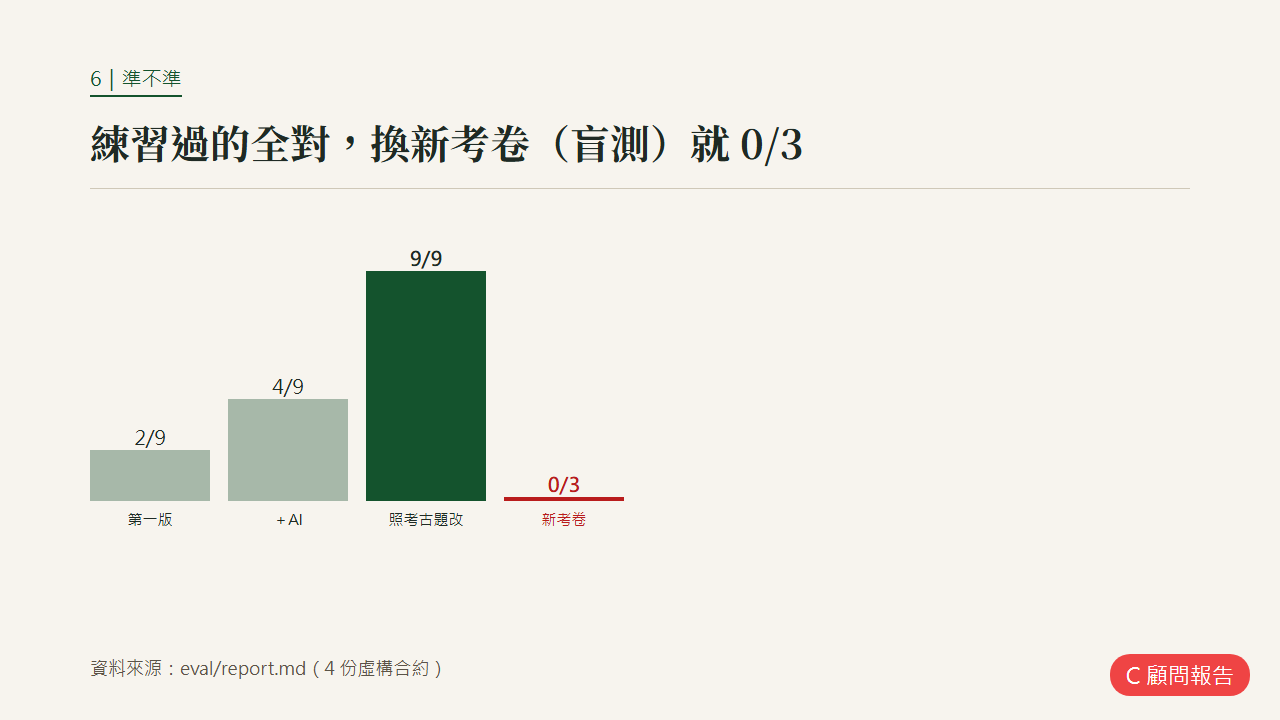 6｜準不準
練習過的全對，換新考卷（盲測）就 0/3
9/9
4/9
2/9
0/3
第一版
+ AI
照考古題改
新考卷
資料來源：eval/report.md（4 份虛構合約）
C 顧問報告